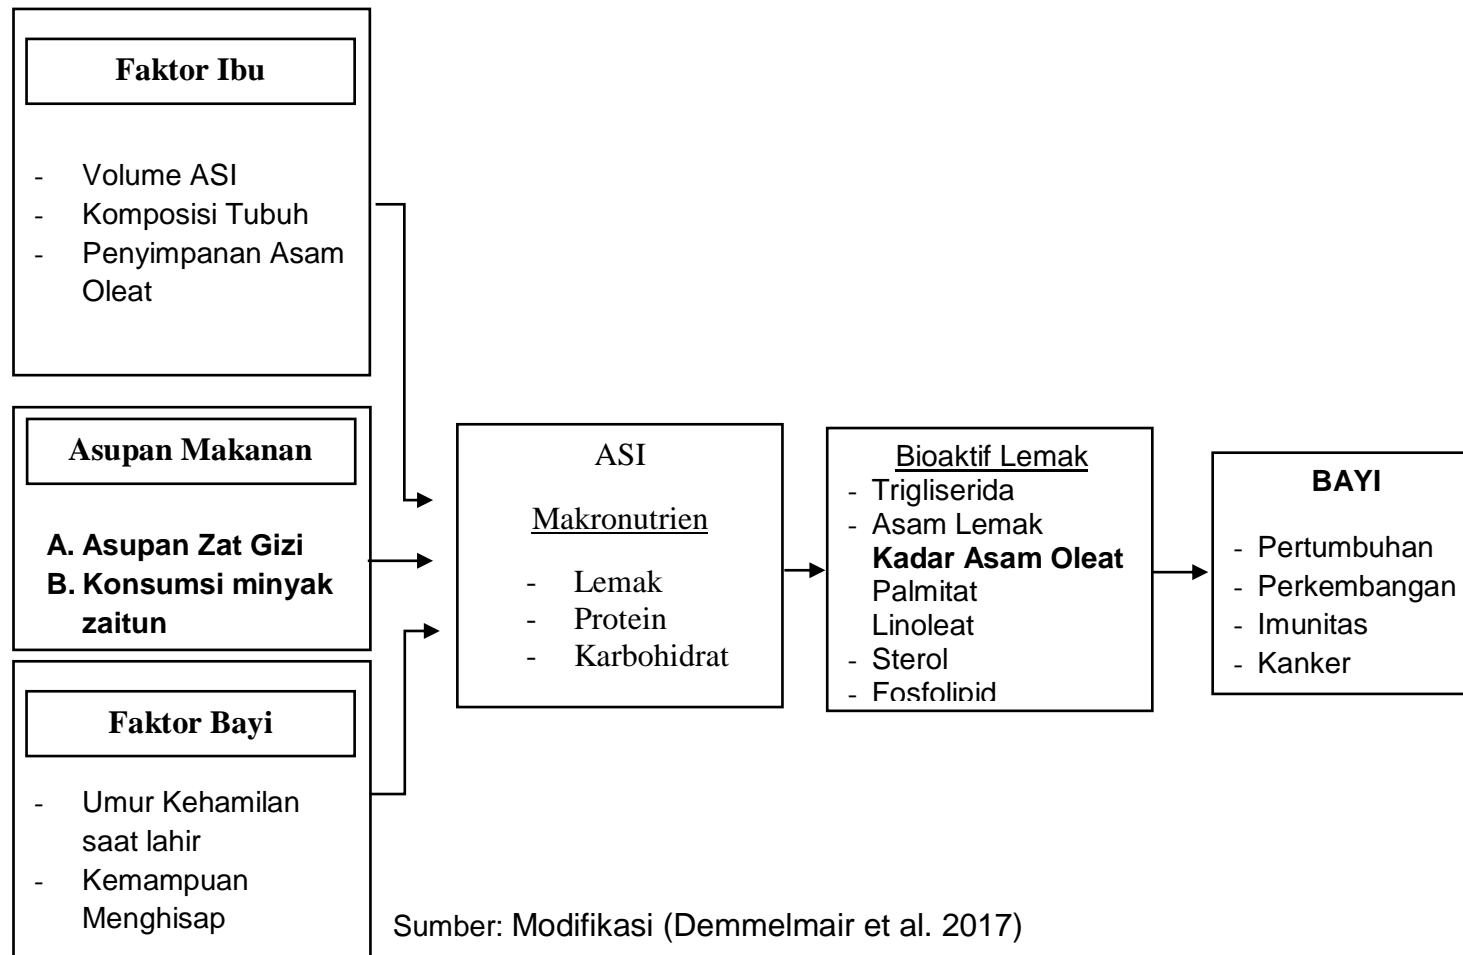 Faktor Ibu
- Volume ASI
- Komposisi Tubuh
- Penyimpanan Asam
Oleat
Asupan Makanan
A. Asupan Zat Gizi
B. Konsumsi minyak
zaitun
Faktor Bayi
- Umur Kehamilan
saat lahir
- Kemampuan
Menghisap
ASI
Makronutrien
- Lemak
- Protein
- Karbohidrat
Bioaktif Lemak
- Trigliserida
- Asam Lemak
Kadar Asam Oleat
Palmitat
Linoleat
- Sterol
- Fosfolipid
BAYI
- Pertumbuhan
- Perkembangan
- Imunitas
- Kanker
Sumber: Modifikasi (Demmelmair et al. 2017)